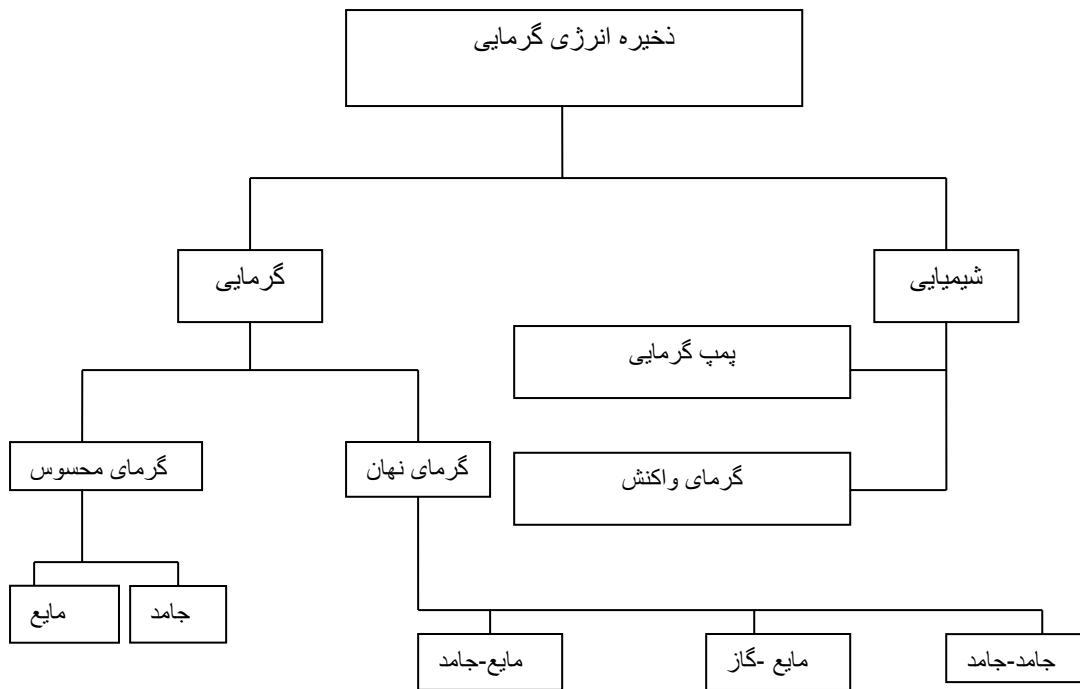 ذخیره انرژی گرمایی
شیمیایی
گرمایی
پمپ گرمایی
گرمای واکنش
گرمای نهان
گرمای محسوس
جامد
مایع
جامد-جامد
مایع -گاز
مایع-جامد